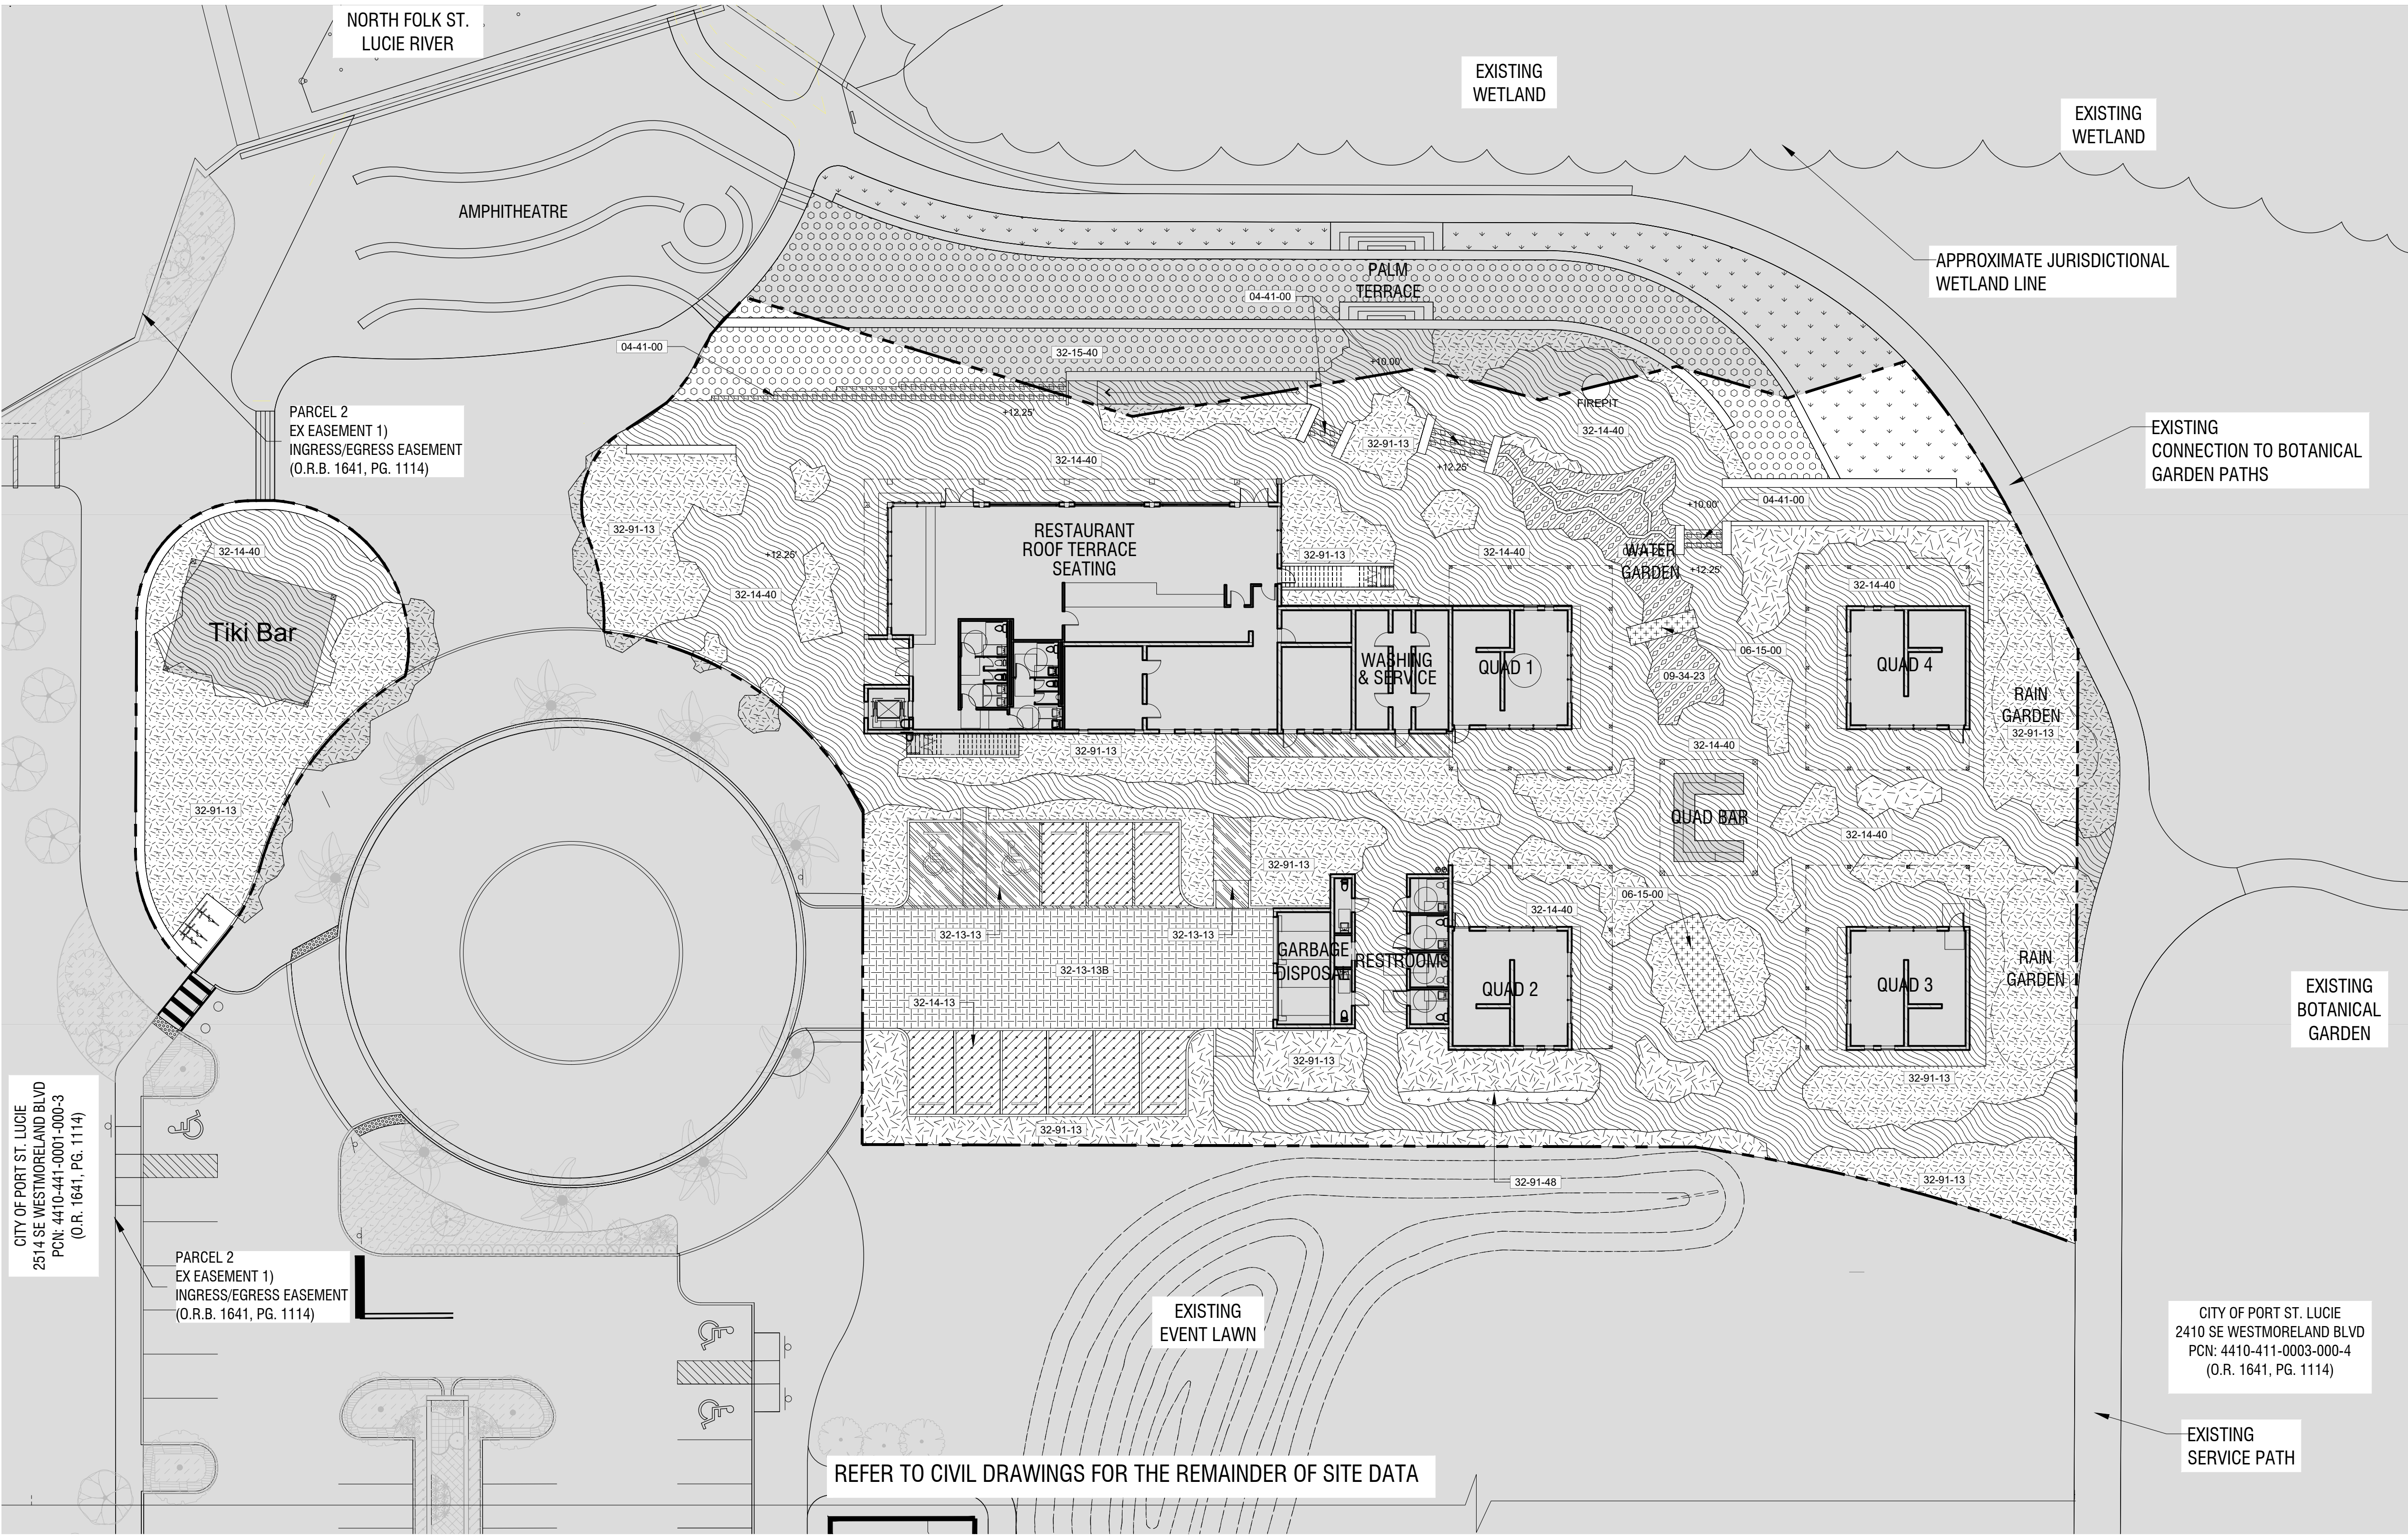 NORTH FOLK ST.
LUCIE RIVER
EXISTING
WETLAND
EXISTING
WETLAND
AMPHITHEATRE
APPROXIMATE JURISDICTIONAL
WETLAND LINE
PALM
TERRACE
04-41-00
04-41-00
32-15-40
+10.00'
FIREPIT
+12.25'
32-14-40
32-91-13
32-14-40
+12.25'
PARCEL 2
EX EASEMENT 1)
INGRESS/EGRESS EASEMENT
(O.R.B. 1641, PG. 1114)
EXISTING
CONNECTION TO BOTANICAL
GARDEN PATHS
+10.00'
04-41-00
32-91-13
RESTAURANT
ROOF TERRACE
SEATING
32-14-40
+12.25'
32-91-13
32-14-40
WATER
GARDEN
+12.25'
32-14-40
32-14-40
Tiki Bar
06-15-00
WASHING
& SERVICE
QUAD 1
09-34-23
QUAD 4
RAIN
GARDEN
32-91-13
32-91-13
32-14-40
32-91-13
QUAD BAR
32-14-40
32-91-13
06-15-00
32-14-40
32-13-13
32-13-13
GARBAGE
DISPOSAL
RESTROOMS
32-13-13B
QUAD 2
QUAD 3
RAIN
GARDEN
32-14-13
EXISTING
BOTANICAL
GARDEN
32-91-13
32-91-13
32-91-13
32-91-48
32-91-13
CITY OF PORT ST. LUCIE
2514 SE WESTMORELAND BLVD
PCN: 4410-4411-0001-000-3
(O.R. 1641, PG. 1114)
PARCEL 2
EX EASEMENT 1)
INGRESS/EGRESS EASEMENT
(O.R.B. 1641, PG. 1114)
EXISTING
EVENT LAWN
CITY OF PORT ST. LUCIE
2410 SE WESTMORELAND BLVD
PCN: 4410-411-0003-000-4
(O.R. 1641, PG. 1114)
EXISTING
SERVICE PATH
REFER TO CIVIL DRAWINGS FOR THE REMAINDER OF SITE DATA